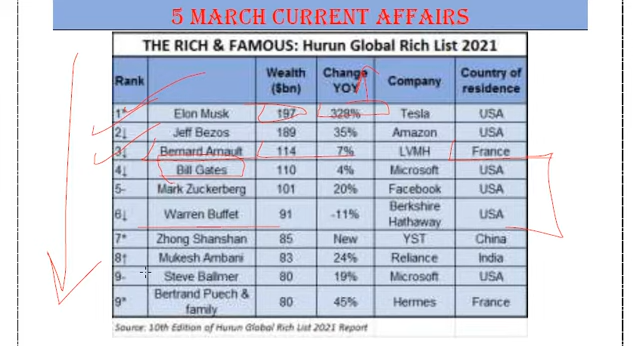 5 MARCH CURRENT AFFAIRS
THE RICH & FAMOUS: Hurun Global Rich List 2021
Rank Wealth ($bn) Change YOY Company Country of residence
1* Elon Musk 197 328% Tesla USA
2↓ Jeff Bezos 189 35% Amazon USA
3↓ Bernard Arnault 114 7% LVMH France
4↓ Bill Gates 110 4% Microsoft USA
5- Mark Zuckerberg 101 20% Facebook USA
6↓ Warren Buffet 91 -11% Berkshire Hathaway USA
7* Zhong Shanshan 85 New YST China
8↑ Mukesh Ambani 83 24% Reliance India
9- Steve Ballmer 80 19% Microsoft USA
9* Bertrand Puech & family 80 45% Hermes France
Source: 10th Edition of Hurun Global Rich List 2021 Report